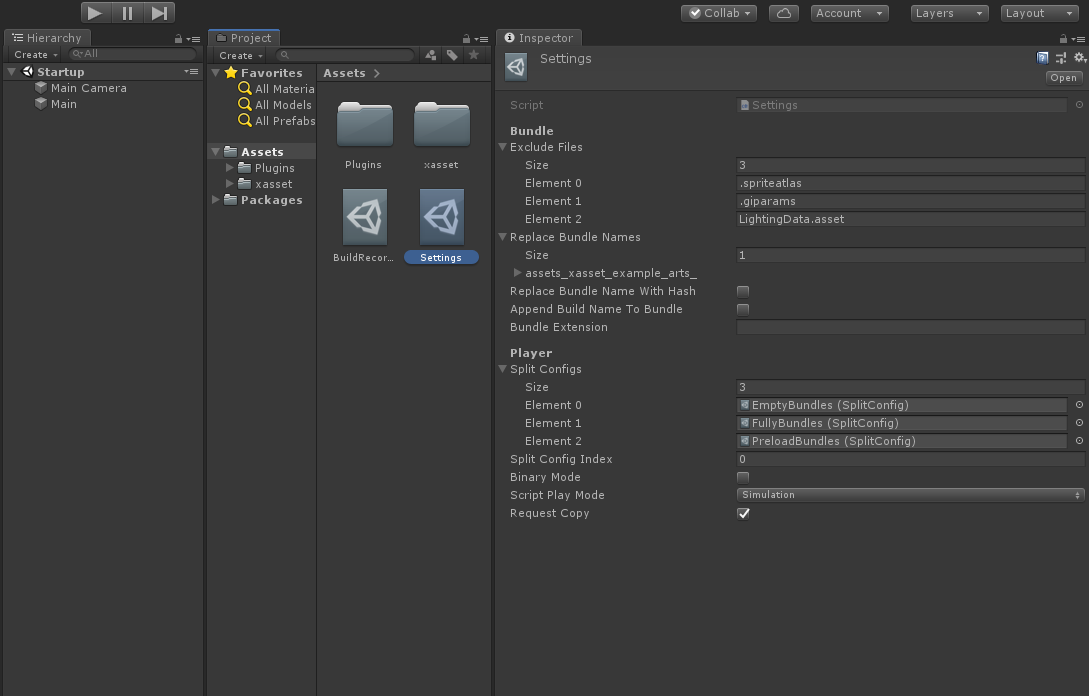 Collab
Account
Layers
Layout
Hierarchy
Create
All
Startup
Main Camera
Main
Project
Create
Favorites
All Materia
All Models
All Prefabs
Assets
Plugins
xasset
Packages
Assets
Plugins
xasset
BuildRecor...
Settings
Inspector
Settings
Open
Script Settings
Bundle
Exclude Files
Size 3
Element 0 .spriteatlas
Element 1 .giparams
Element 2 LightingData.asset
Replace Bundle Names
Size 1
assets_xasset_example_arts_
Replace Bundle Name With Hash
Append Build Name To Bundle
Bundle Extension
Player
Split Configs
Size 3
Element 0 EmptyBundles (SplitConfig)
Element 1 FullyBundles (SplitConfig)
Element 2 PreloadBundles (SplitConfig)
Split Config Index 0
Binary Mode
Script Play Mode Simulation
Request Copy